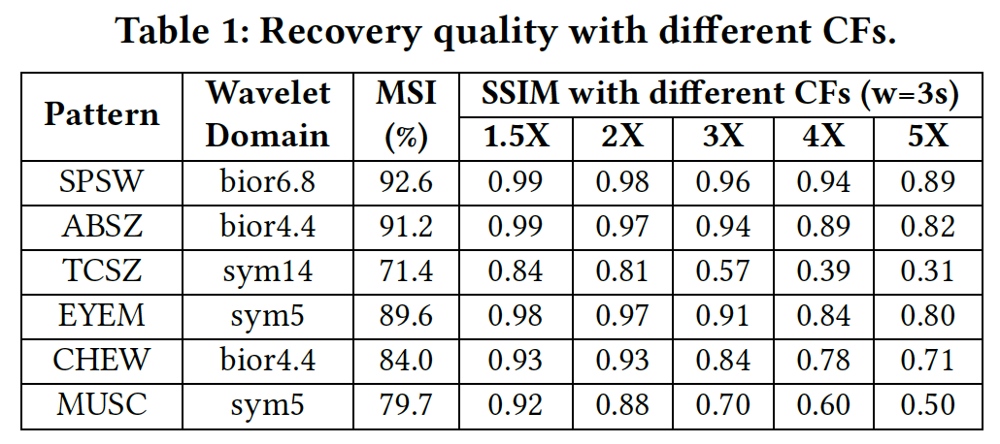 Table 1: Recovery quality with different CFs.
Pattern Wavelet Domain MSI (%) SSIM with different CFs (w=3s)
1.5X 2X 3X 4X 5X
SPSW bior6.8 92.6 0.99 0.98 0.96 0.94 0.89
ABSZ bior4.4 91.2 0.99 0.97 0.94 0.89 0.82
TCSZ sym14 71.4 0.84 0.81 0.57 0.39 0.31
EYEM sym5 89.6 0.98 0.97 0.91 0.84 0.80
CHEW bior4.4 84.0 0.93 0.93 0.84 0.78 0.71
MUSC sym5 79.7 0.92 0.88 0.70 0.60 0.50